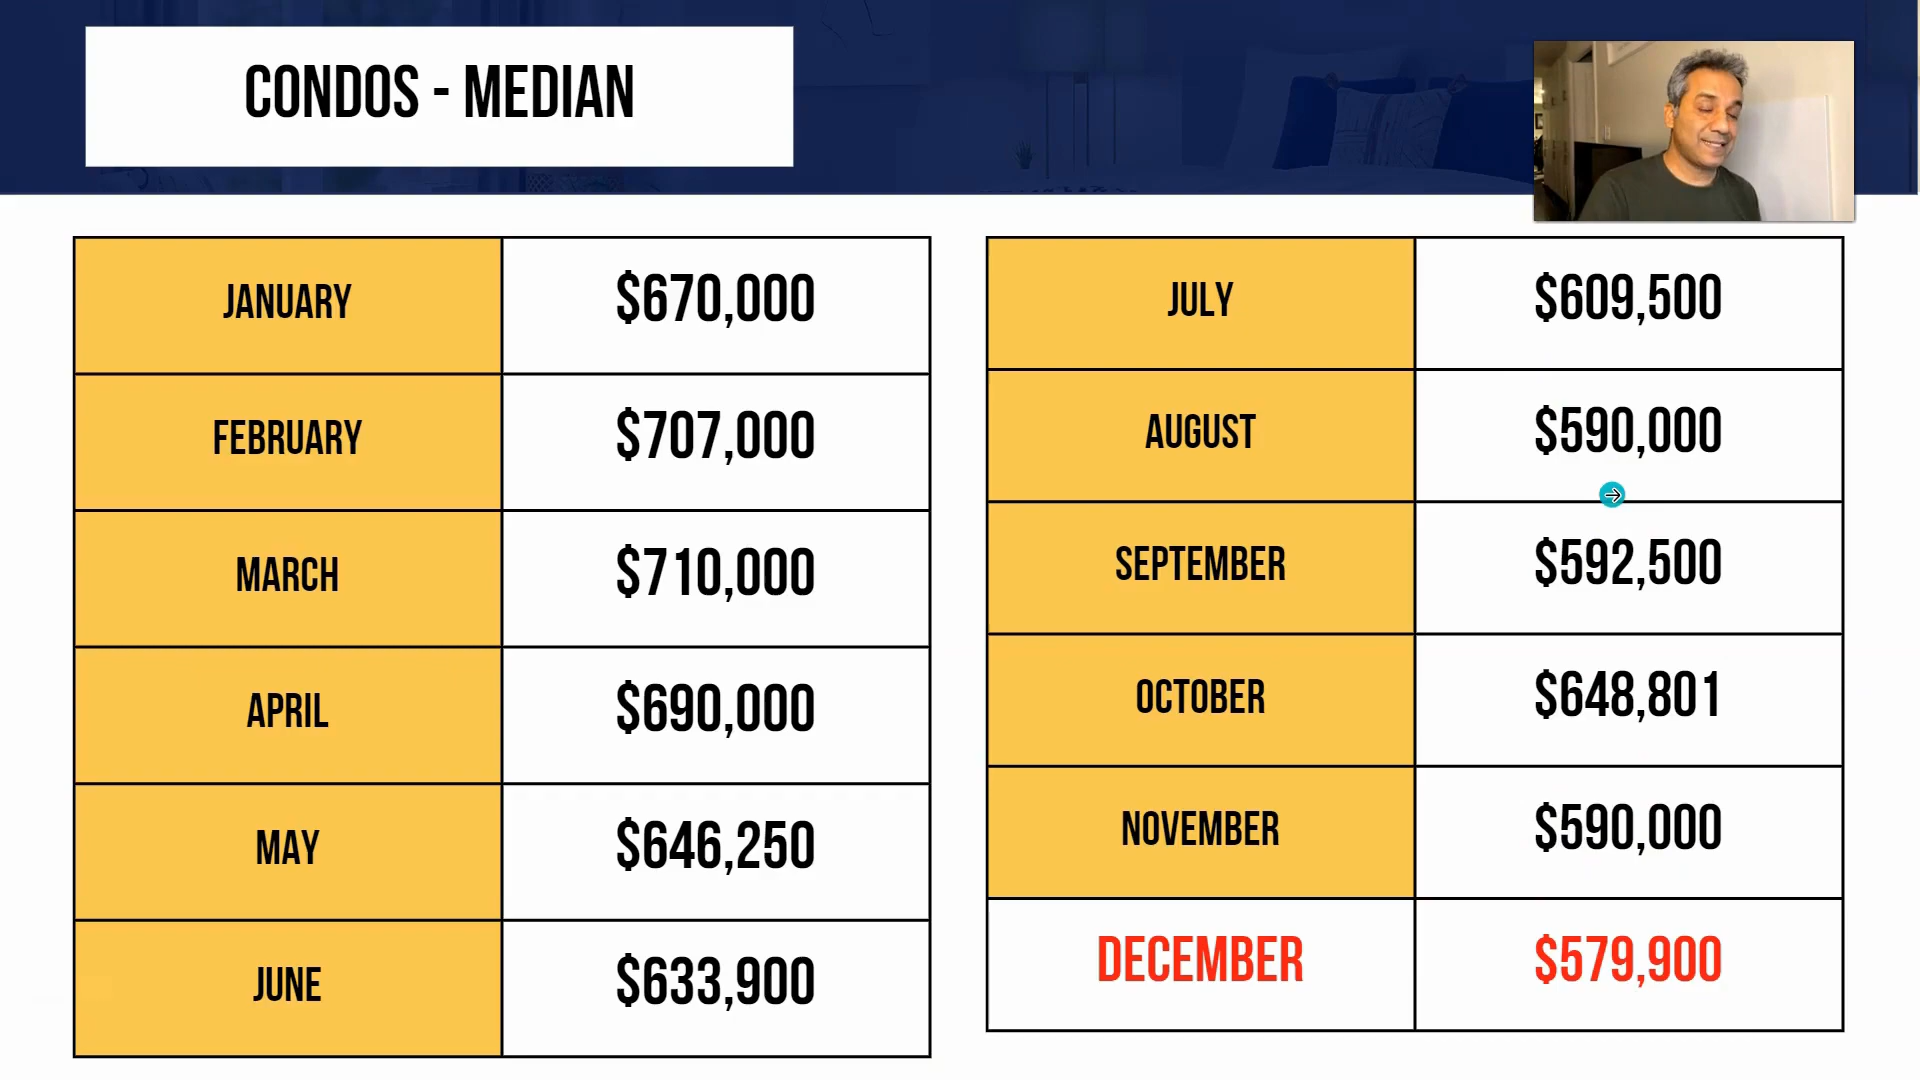 CONDOS - MEDIAN
JANUARY $670,000
FEBRUARY $707,000
MARCH $710,000
APRIL $690,000
MAY $646,250
JUNE $633,900
JULY $609,500
AUGUST $590,000
SEPTEMBER $592,500
OCTOBER $648,801
NOVEMBER $590,000
DECEMBER $579,900